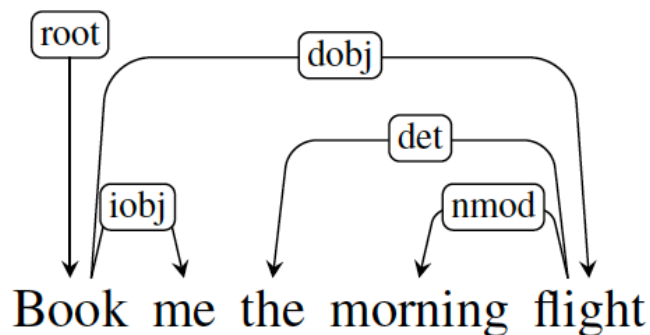 root
dobj
det
iobj
nmod
Book me the morning flight